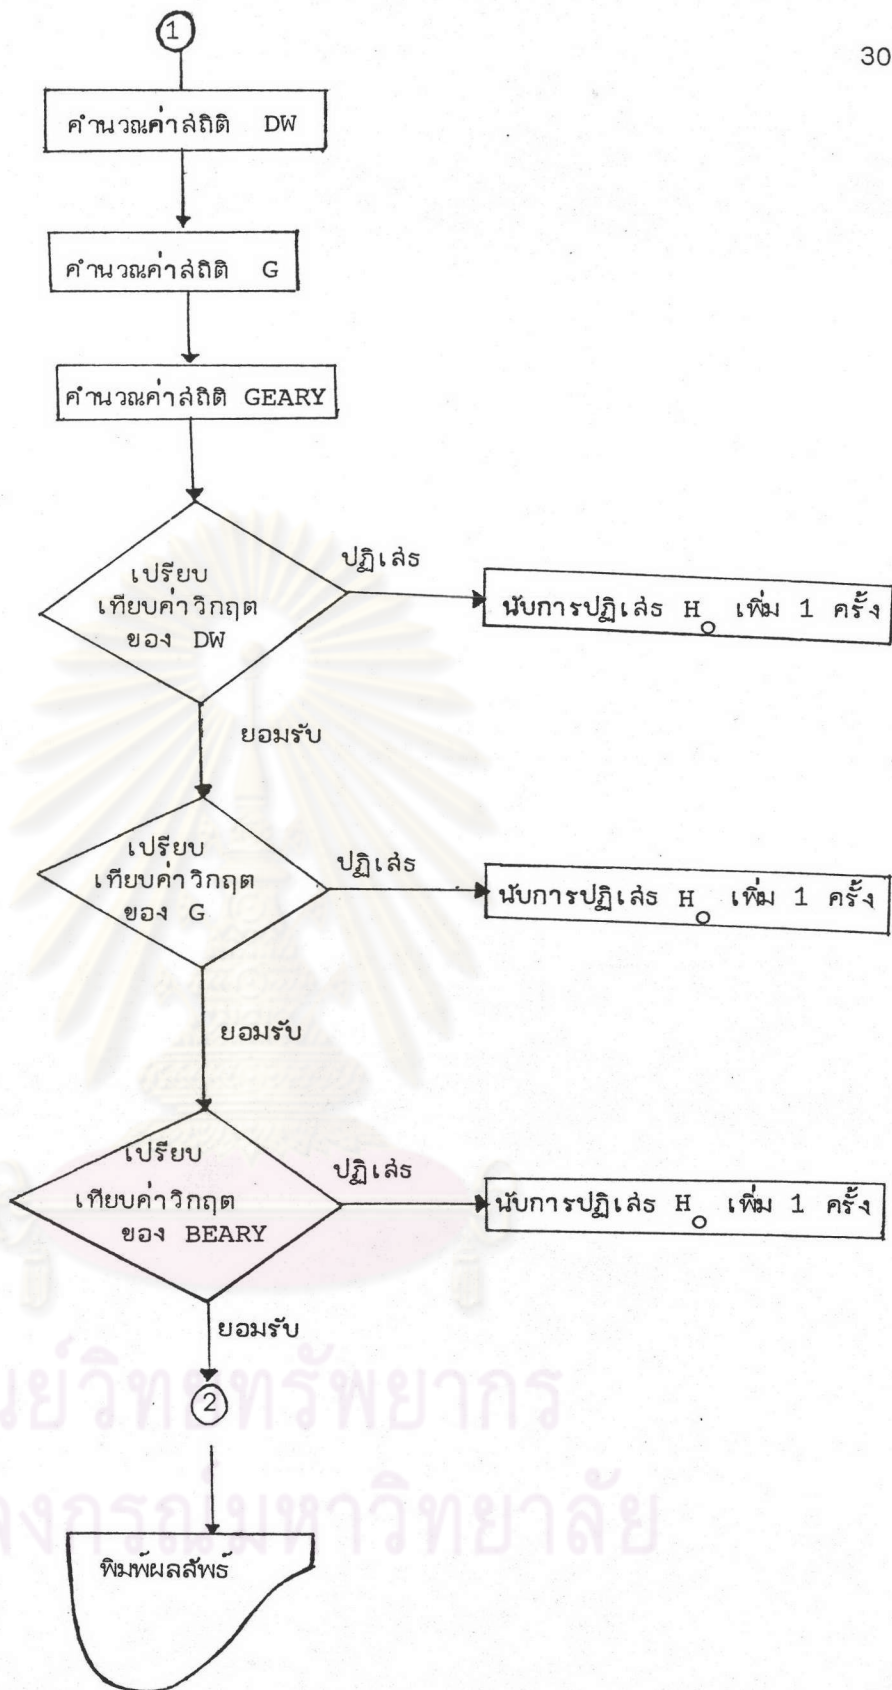 1
30
คำนวณค่าสถิติ DW
คำนวณค่าสถิติ G
คำนวณค่าสถิติ GEARY
เปรียบ
เทียบค่าวิกฤต
ของ DW
ปฏิเสธ
นับการปฏิเสธ H₀ เพิ่ม 1 ครั้ง
ยอมรับ
เปรียบ
เทียบค่าวิกฤต
ของ G
ปฏิเสธ
นับการปฏิเสธ H₀ เพิ่ม 1 ครั้ง
ยอมรับ
เปรียบ
เทียบค่าวิกฤต
ของ BEARY
ปฏิเสธ
นับการปฏิเสธ H₀ เพิ่ม 1 ครั้ง
ยอมรับ
2
พิมพ์ผลลัพธ์